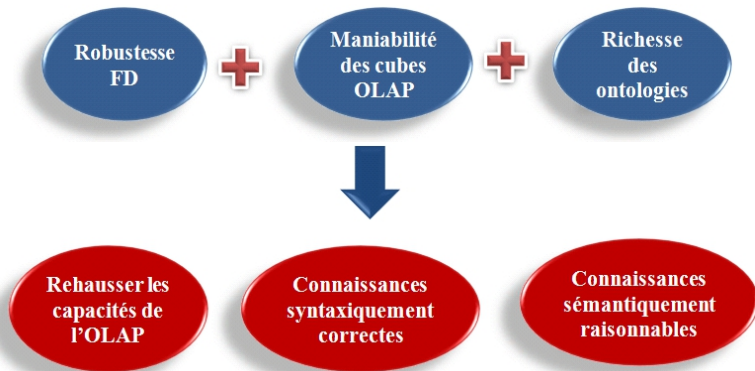 Robustesse
FD
+
Maniabilité
des cubes
OLAP
+
Richesse
des
ontologies
Rehausser les
capacités de
l'OLAP
Connaissances
syntaxiquement
correctes
Connaissances
sémantiquement
raisonnables